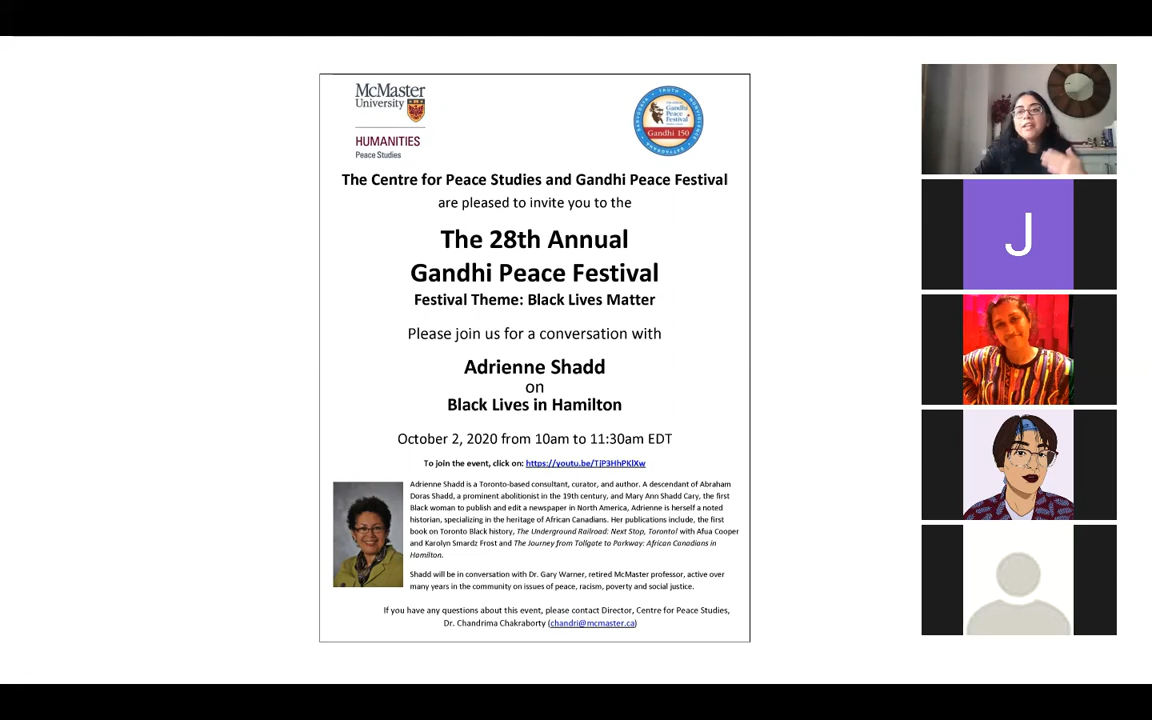 McMaster
University
HUMANITIES
Peace Studies
Gandhi
Peace
Festival
Gandhi 150
The Centre for Peace Studies and Gandhi Peace Festival
are pleased to invite you to the
The 28th Annual
Gandhi Peace Festival
Festival Theme: Black Lives Matter
Please join us for a conversation with
Adrienne Shadd
on
Black Lives in Hamilton
October 2, 2020 from 10am to 11:30am EDT
To join the event, click on: https://youtu.be/TjP3HhPKlXw
Adrienne Shadd is a Toronto-based consultant, curator, and author. A descendant of Abraham
Doras Shadd, a prominent abolitionist in the 19th century, and Mary Ann Shadd Cary, the first
Black woman to publish and edit a newspaper in North America, Adrienne is herself a noted
historian, specializing in the heritage of African Canadians. Her publications include, the first
book on Toronto Black history, The Underground Railroad: Next Stop, Toronto! with Afua Cooper
and Karolyn Smardz Frost and The Journey from Tollgate to Parkway: African Canadians in
Hamilton.
Shadd will be in conversation with Dr. Gary Warner, retired McMaster professor, active over
many years in the community on issues of peace, racism, poverty and social justice.
If you have any questions about this event, please contact Director, Centre for Peace Studies,
Dr. Chandrima Chakraborty (chandri@mcmaster.ca)
J